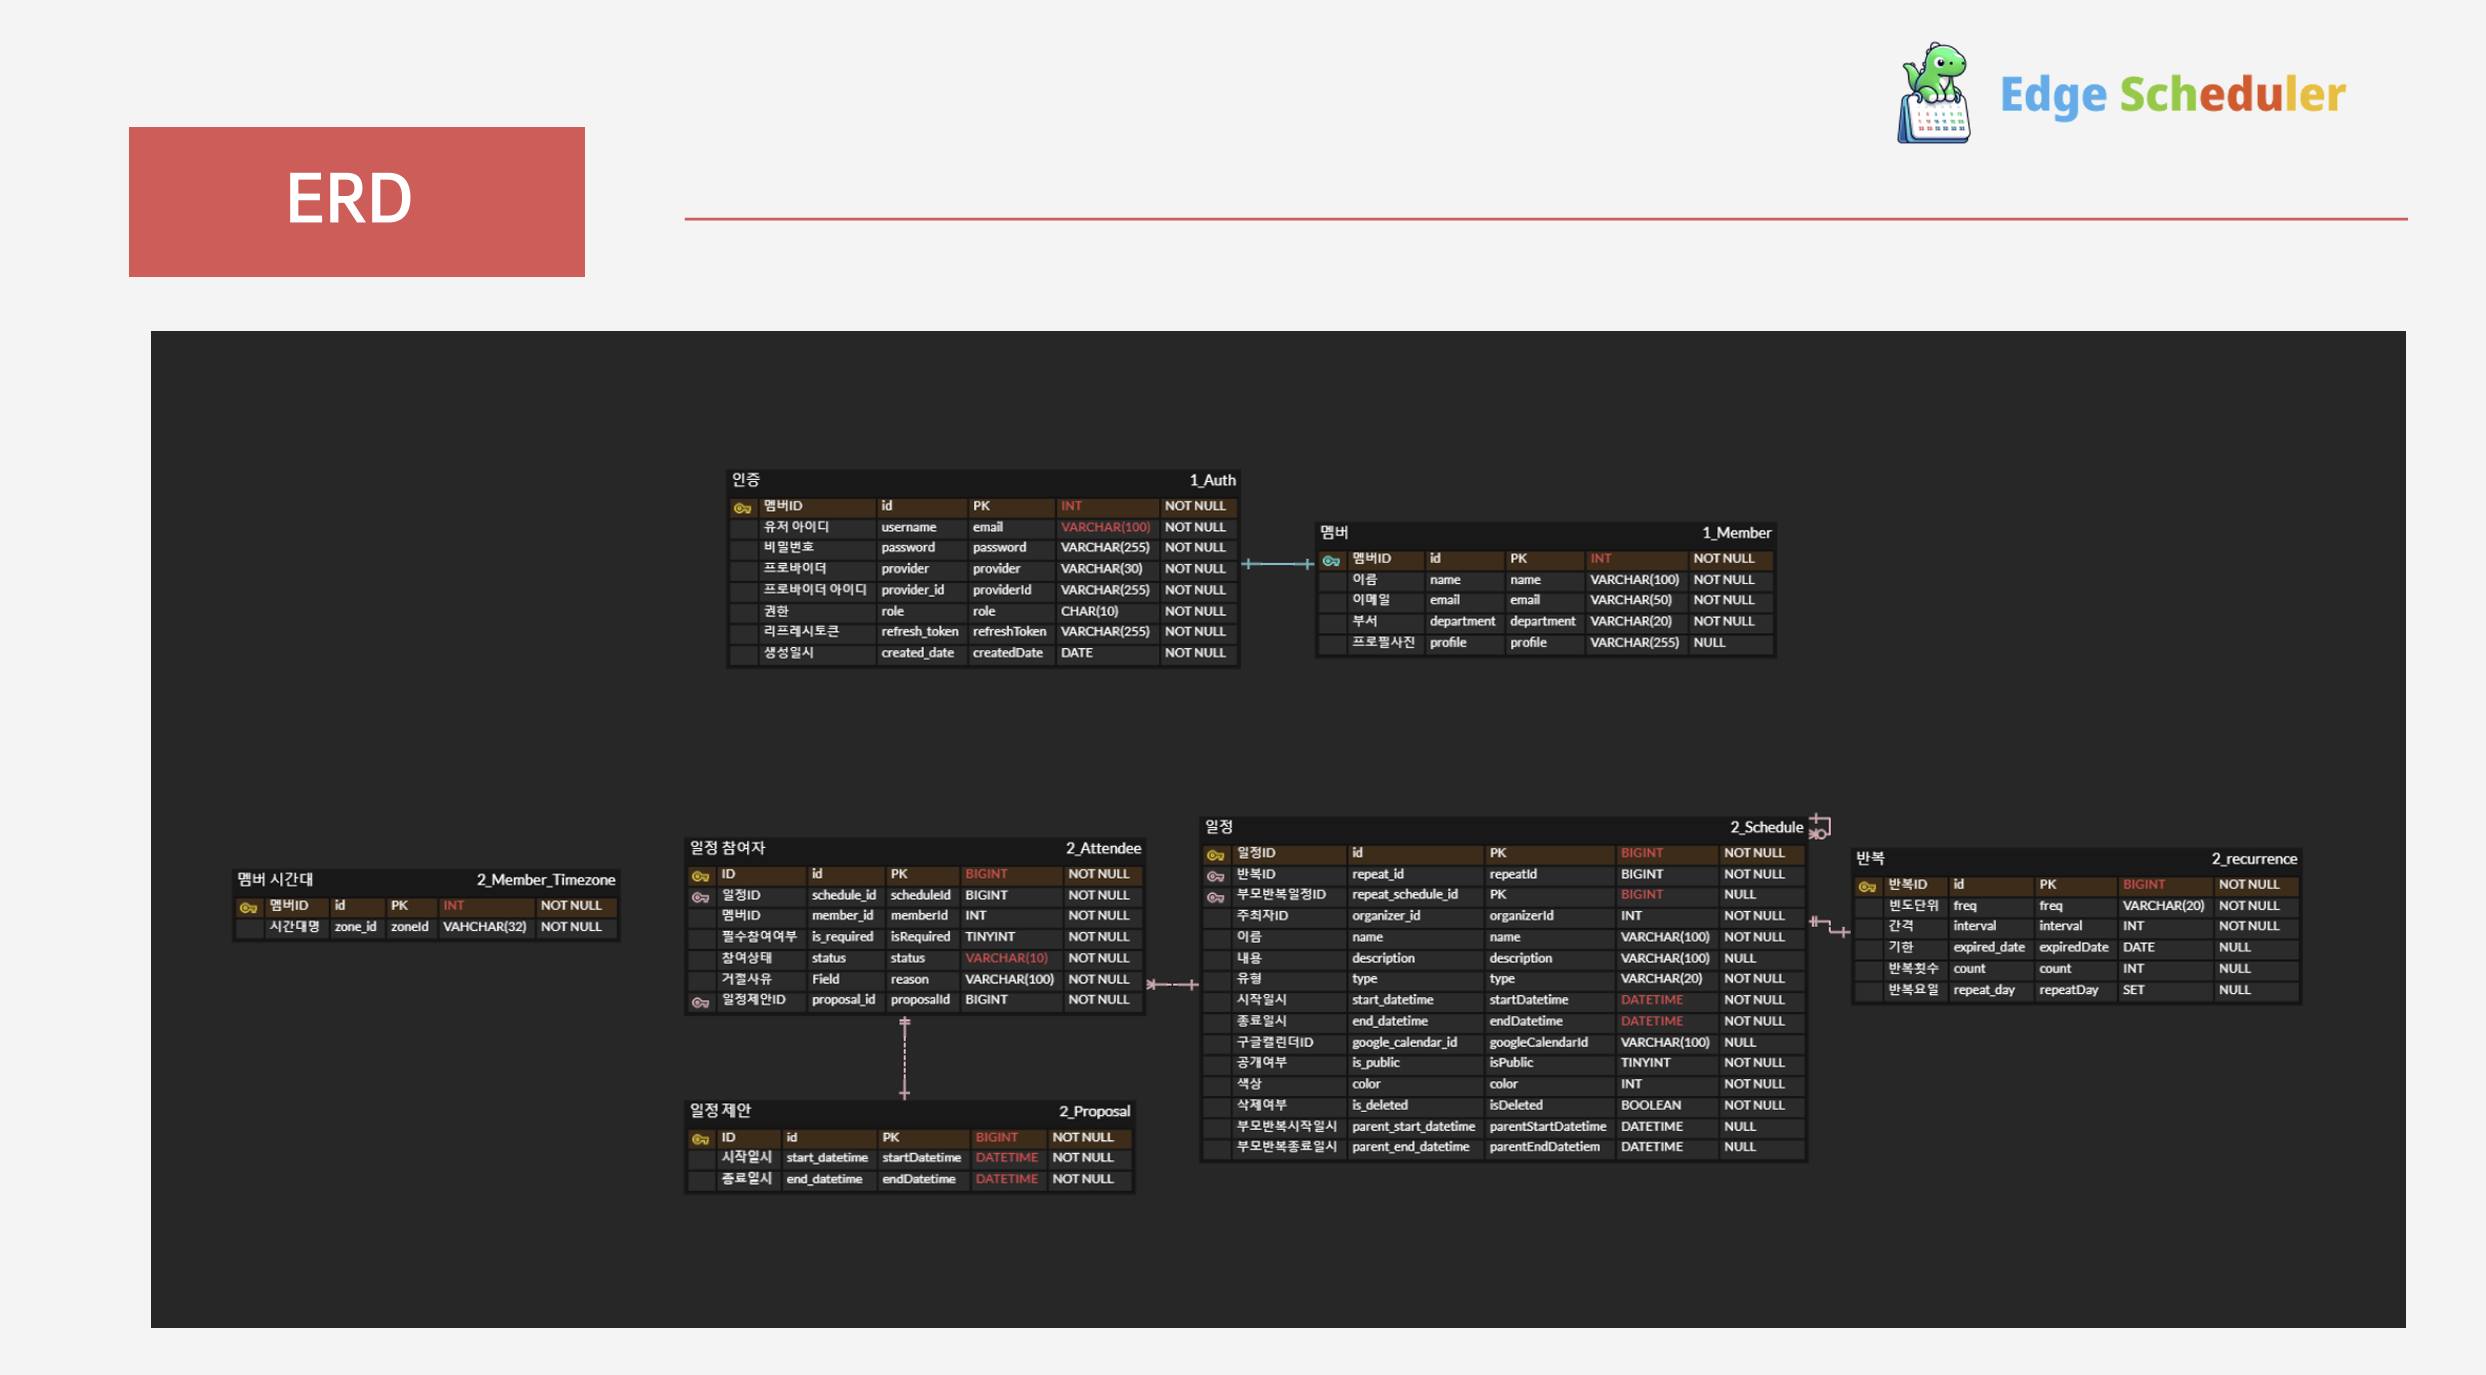 Edge Scheduler
ERD
인증 1_Auth
멤버ID id PK INT NOT NULL
유저 아이디 username email VARCHAR(100) NOT NULL
비밀번호 password password VARCHAR(255) NOT NULL
프로바이더 provider provider VARCHAR(30) NOT NULL
프로바이더 아이디 provider_id providerId VARCHAR(255) NOT NULL
권한 role role CHAR(10) NOT NULL
리프레시토큰 refresh_token refreshToken VARCHAR(255) NOT NULL
생성일시 created_date createdDate DATE NOT NULL
멤버 1_Member
멤버ID id PK INT NOT NULL
이름 name name VARCHAR(100) NOT NULL
이메일 email email VARCHAR(50) NOT NULL
부서 department department VARCHAR(20) NOT NULL
프로필사진 profile profile VARCHAR(255) NULL
멤버 시간대 2_Member_Timezone
멤버ID id PK INT NOT NULL
시간대명 zone_id zoneId VAHCHAR(32) NOT NULL
일정 참여자 2_Attendee
ID id PK BIGINT NOT NULL
일정ID schedule_id scheduleId BIGINT NOT NULL
멤버ID member_id memberId INT NOT NULL
필수참여여부 is_required isRequired TINYINT NOT NULL
참여상태 status status VARCHAR(10) NOT NULL
거절사유 Field reason VARCHAR(100) NOT NULL
일정제안ID proposal_id proposalId BIGINT NOT NULL
일정 제안 2_Proposal
ID id PK BIGINT NOT NULL
시작일시 start_datetime startDatetime DATETIME NOT NULL
종료일시 end_datetime endDatetime DATETIME NOT NULL
일정 2_Schedule
일정ID id PK BIGINT NOT NULL
반복ID repeat_id repeatId BIGINT NOT NULL
부모반복일정ID repeat_schedule_id PK BIGINT NULL
주최자ID organizer_id organizerId INT NOT NULL
이름 name name VARCHAR(100) NOT NULL
내용 description description VARCHAR(100) NULL
유형 type type VARCHAR(20) NOT NULL
시작일시 start_datetime startDatetime DATETIME NOT NULL
종료일시 end_datetime endDatetime DATETIME NOT NULL
구글캘린더ID google_calendar_id googleCalendarId VARCHAR(100) NULL
공개여부 is_public isPublic TINYINT NOT NULL
색상 color color INT NOT NULL
삭제여부 is_deleted isDeleted BOOLEAN NOT NULL
부모반복시작일시 parent_start_datetime parentStartDatetime DATETIME NULL
부모반복종료일시 parent_end_datetime parentEndDatetiem DATETIME NULL
반복 2_recurrence
반복ID id PK BIGINT NOT NULL
빈도단위 freq freq VARCHAR(20) NOT NULL
간격 interval interval INT NOT NULL
기한 expired_date expiredDate DATE NULL
반복횟수 count count INT NULL
반복요일 repeat_day repeatDay SET NULL